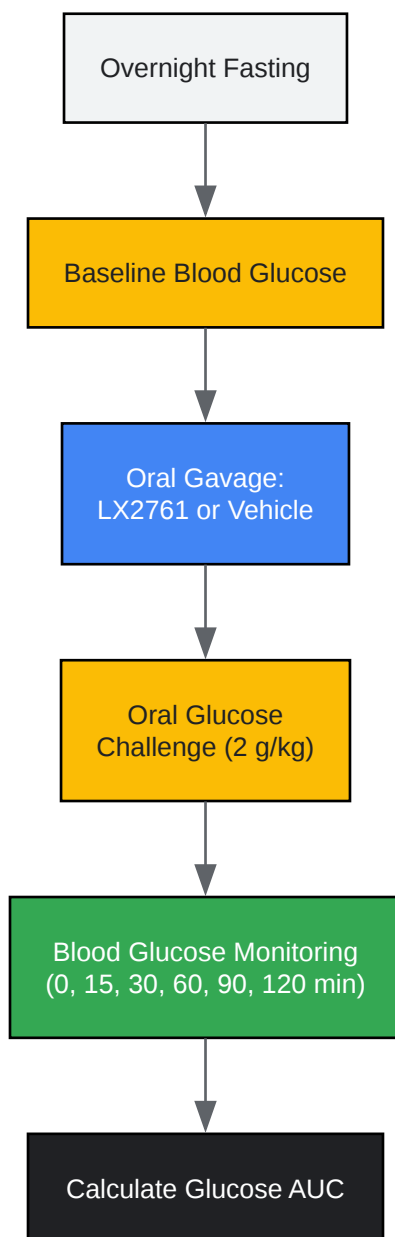 Overnight Fasting
Baseline Blood Glucose
Oral Gavage:
LX2761 or Vehicle
Oral Glucose
Challenge (2 g/kg)
Blood Glucose Monitoring
(0, 15, 30, 60, 90, 120 min)
Calculate Glucose AUC